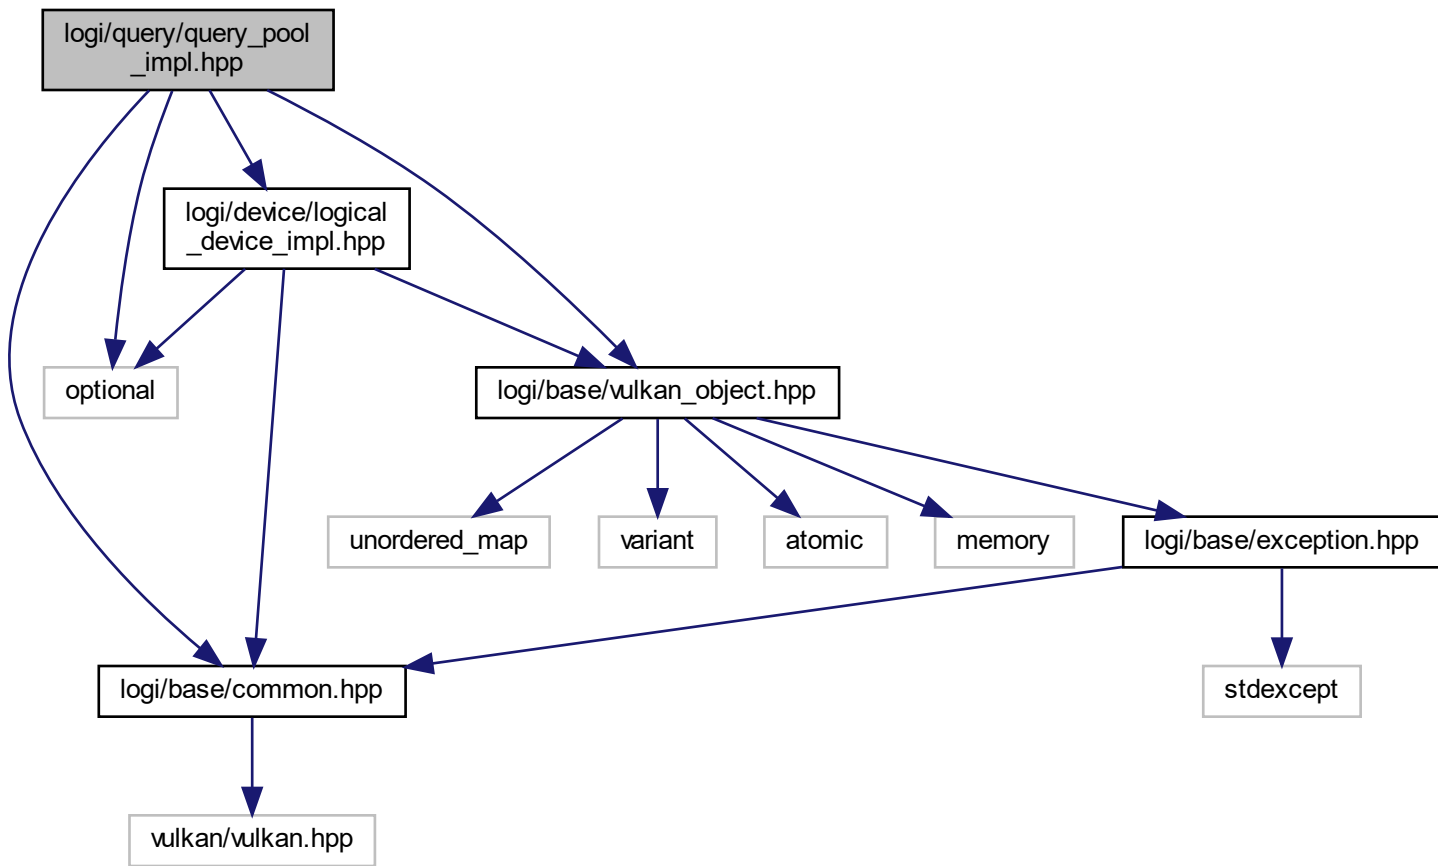 logi/query/query_pool
_impl.hpp
logi/device/logical
_device_impl.hpp
optional
logi/base/vulkan_object.hpp
unordered_map
variant
atomic
memory
logi/base/exception.hpp
logi/base/common.hpp
stdexcept
vulkan/vulkan.hpp